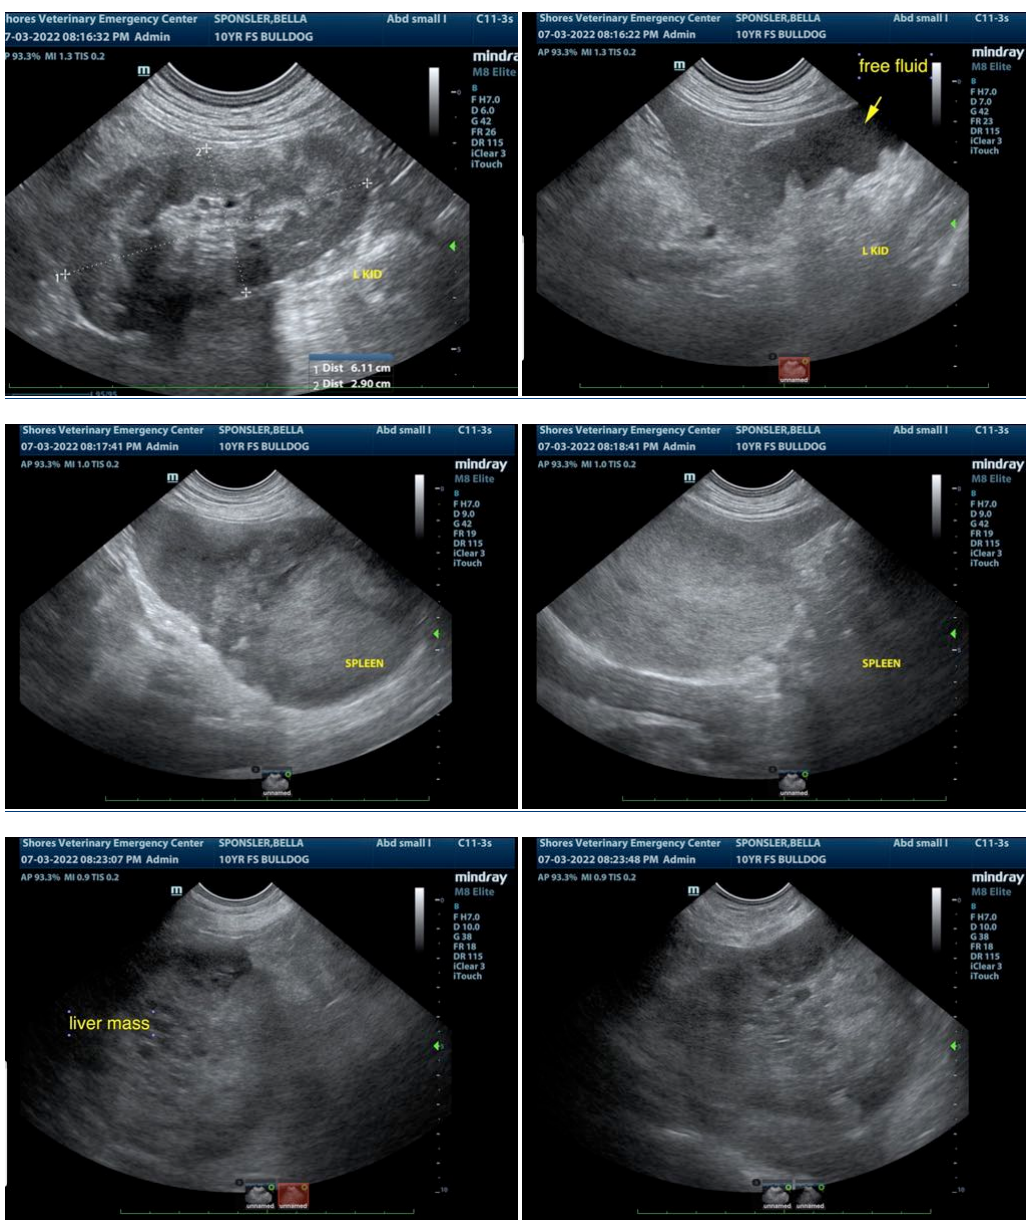 hores Veterinary Emergency Center SPONSLER,BELLA Abd small I C11-3s
7-03-2022 08:16:32 PM Admin 10YR FS BULLDOG
P 93.3% MI 1.3 TIS 0.2
m
mindra
M8 Elite
B
F H7.0
D 6.0
G 42
FR 26
DR 115
iClear 3
iTouch
0
2
1
L KID
5
1 Dist 6.11 cm
2 Dist 2.90 cm
Shores Veterinary Emergency Center SPONSLER,BELLA Abd small I C11-3s
07-03-2022 08:16:22 PM Admin 10YR FS BULLDOG
AP 93.3% MI 1.3 TIS 0.2
m
free fluid
mindray
M8 Elite
B
F H7.0
D 7.0
G 42
FR 23
DR 115
iClear 3
iTouch
L KID
unnamed
Shores Veterinary Emergency Center SPONSLER,BELLA Abd small I C11-3s
07-03-2022 08:17:41 PM Admin 10YR FS BULLDOG
AP 93.3% MI 1.0 TIS 0.2
m
mindray
M8 Elite
B
F H7.0
D 9.0
G 42
FR 19
DR 115
iClear 3
iTouch
0
SPLEEN
5
unnamed
Shores Veterinary Emergency Center SPONSLER,BELLA Abd small I C11-3s
07-03-2022 08:18:41 PM Admin 10YR FS BULLDOG
AP 93.3% MI 1.0 TIS 0.2
m
mindray
M8 Elite
B
F H7.0
D 9.0
G 42
FR 19
DR 115
iClear 3
iTouch
0
SPLEEN
5
unnamed
Shores Veterinary Emergency Center SPONSLER,BELLA Abd small I C11-3s
07-03-2022 08:23:07 PM Admin 10YR FS BULLDOG
AP 93.3% MI 0.9 TIS 0.2
m
mindray
M8 Elite
B
F H7.0
D 10.0
G 38
FR 18
DR 115
iClear 3
iTouch
0
liver mass
5
10
unnamed unnamed
Shores Veterinary Emergency Center SPONSLER,BELLA Abd small I C11-3s
07-03-2022 08:23:48 PM Admin 10YR FS BULLDOG
AP 93.3% MI 0.9 TIS 0.2
m
mindray
M8 Elite
B
F H7.0
D 10.0
G 38
FR 18
DR 115
iClear 3
iTouch
0
5
10
unnamed unnamed